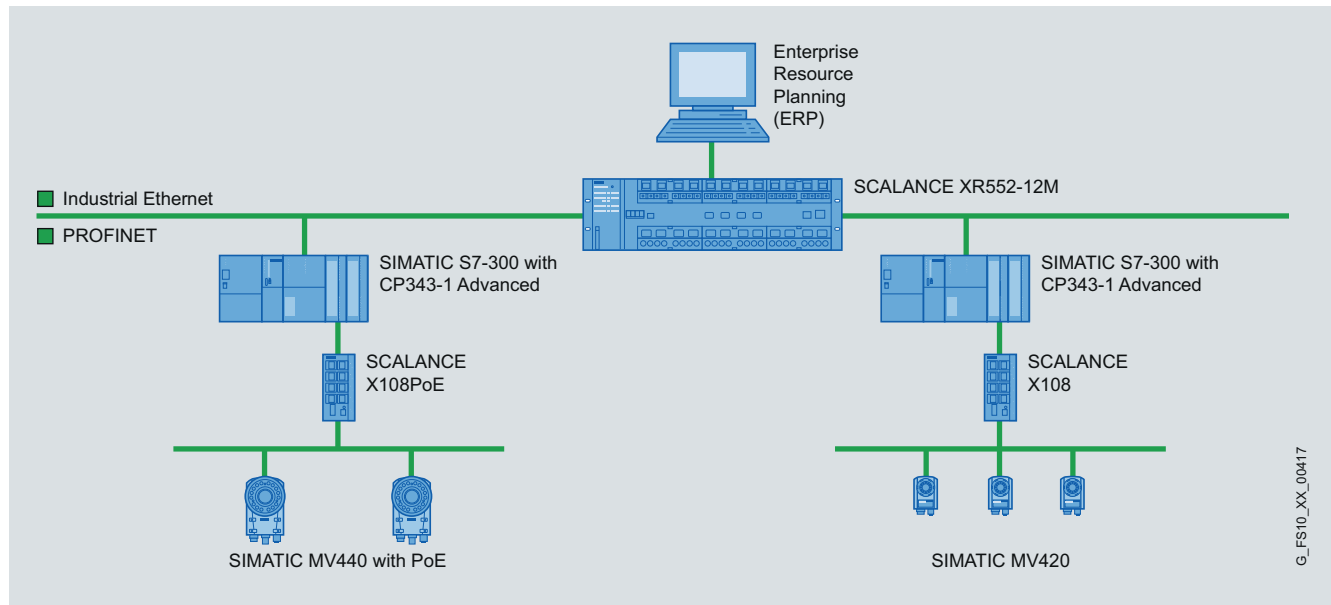 Enterprise
Resource
Planning
(ERP)
SCALANCE XR552-12M
Industrial Ethernet
PROFINET
SIMATIC S7-300 with
CP343-1 Advanced
SIMATIC S7-300 with
CP343-1 Advanced
SCALANCE
X108PoE
SCALANCE
X108
SIMATIC MV440 with PoE
SIMATIC MV420
G_FS10_XX_00417